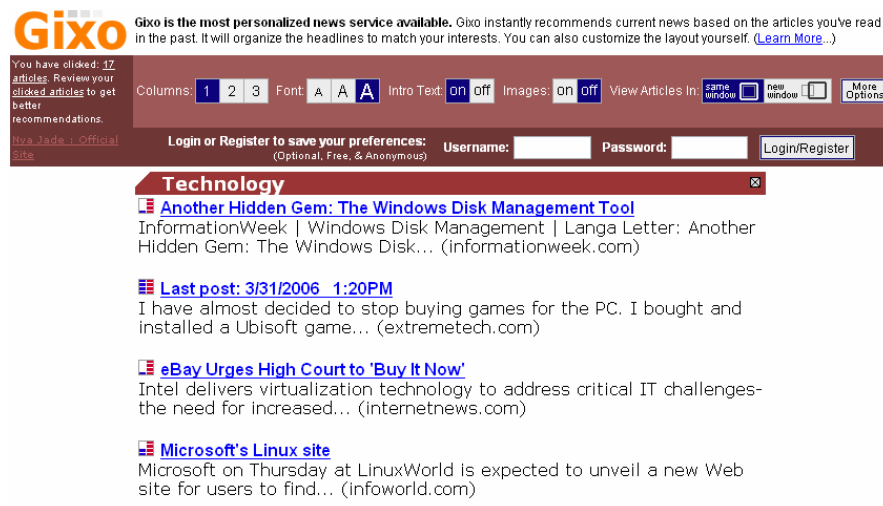 Gixo
Gixo is the most personalized news service available. Gixo instantly recommends current news based on the articles you've read
in the past. It will organize the headlines to match your interests. You can also customize the layout yourself. (Learn More...)
You have clicked: 17
articles. Review your
clicked articles to get
better
recommendations.
Nya Jade : Official
Site
Columns: 1 2 3 Font: A A A Intro Text: on off Images: on off View Articles In: same window new window More Options
Login or Register to save your preferences:
(Optional, Free, & Anonymous)
Username: Password: Login/Register
Technology
Another Hidden Gem: The Windows Disk Management Tool
InformationWeek | Windows Disk Management | Langa Letter: Another
Hidden Gem: The Windows Disk... (informationweek.com)
Last post: 3/31/2006 1:20PM
I have almost decided to stop buying games for the PC. I bought and
installed a Ubisoft game... (extremetech.com)
eBay Urges High Court to 'Buy It Now'
Intel delivers virtualization technology to address critical IT challenges-
the need for increased... (internetnews.com)
Microsoft's Linux site
Microsoft on Thursday at LinuxWorld is expected to unveil a new Web
site for users to find... (infoworld.com)